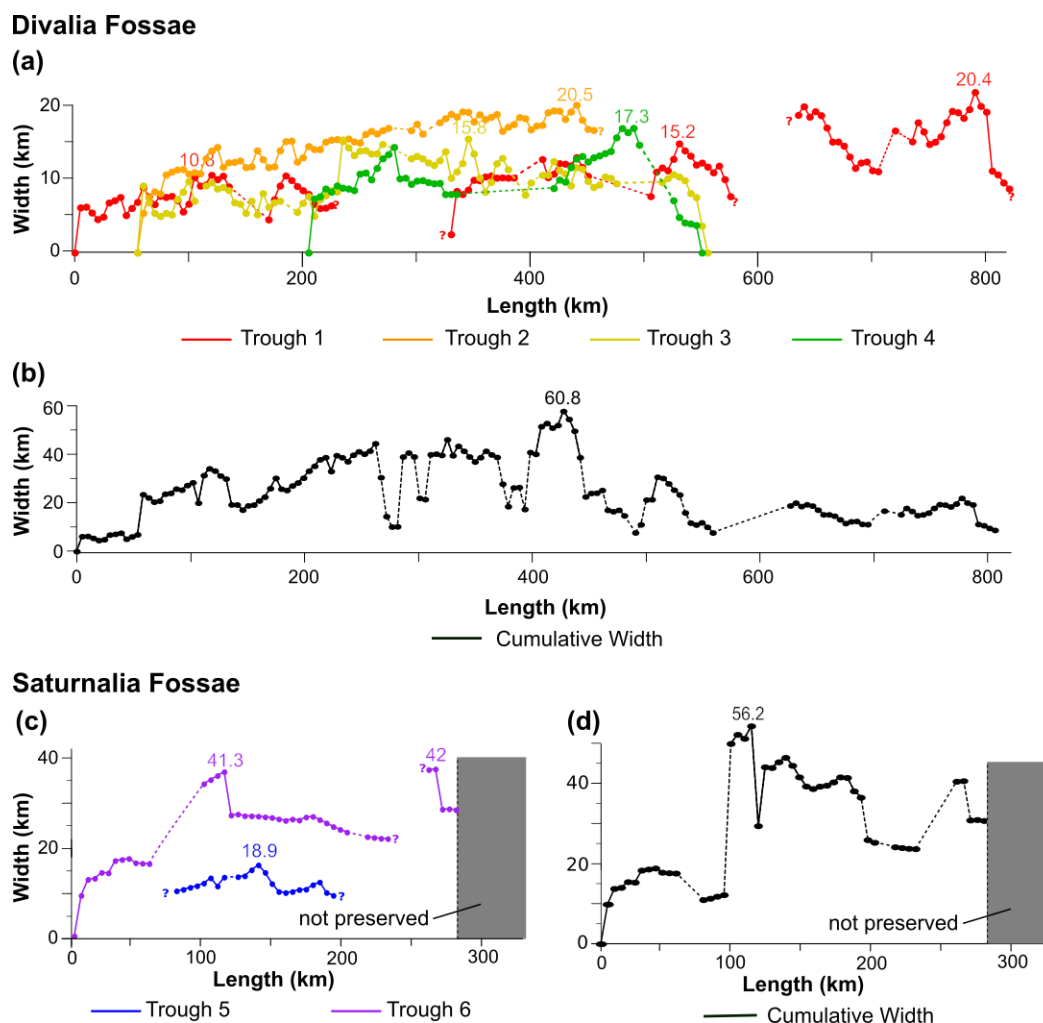 Divalia Fossae
(a)
20
10
0
Width (km)
10.8
20.5
15.8
17.3
15.2
20.4
?
?
?
?
?
?
0
200
400
600
800
Length (km)
Trough 1
Trough 2
Trough 3
Trough 4
(b)
60
40
20
0
Width (km)
60.8
0
200
400
600
800
Length (km)
Cumulative Width
Saturnalia Fossae
(c)
40
20
0
Width (km)
41.3
42
18.9
?
?
?
?
not preserved
0
100
200
300
Length (km)
Trough 5
Trough 6
(d)
40
20
0
Width (km)
56.2
not preserved
0
100
200
300
Length (km)
Cumulative Width